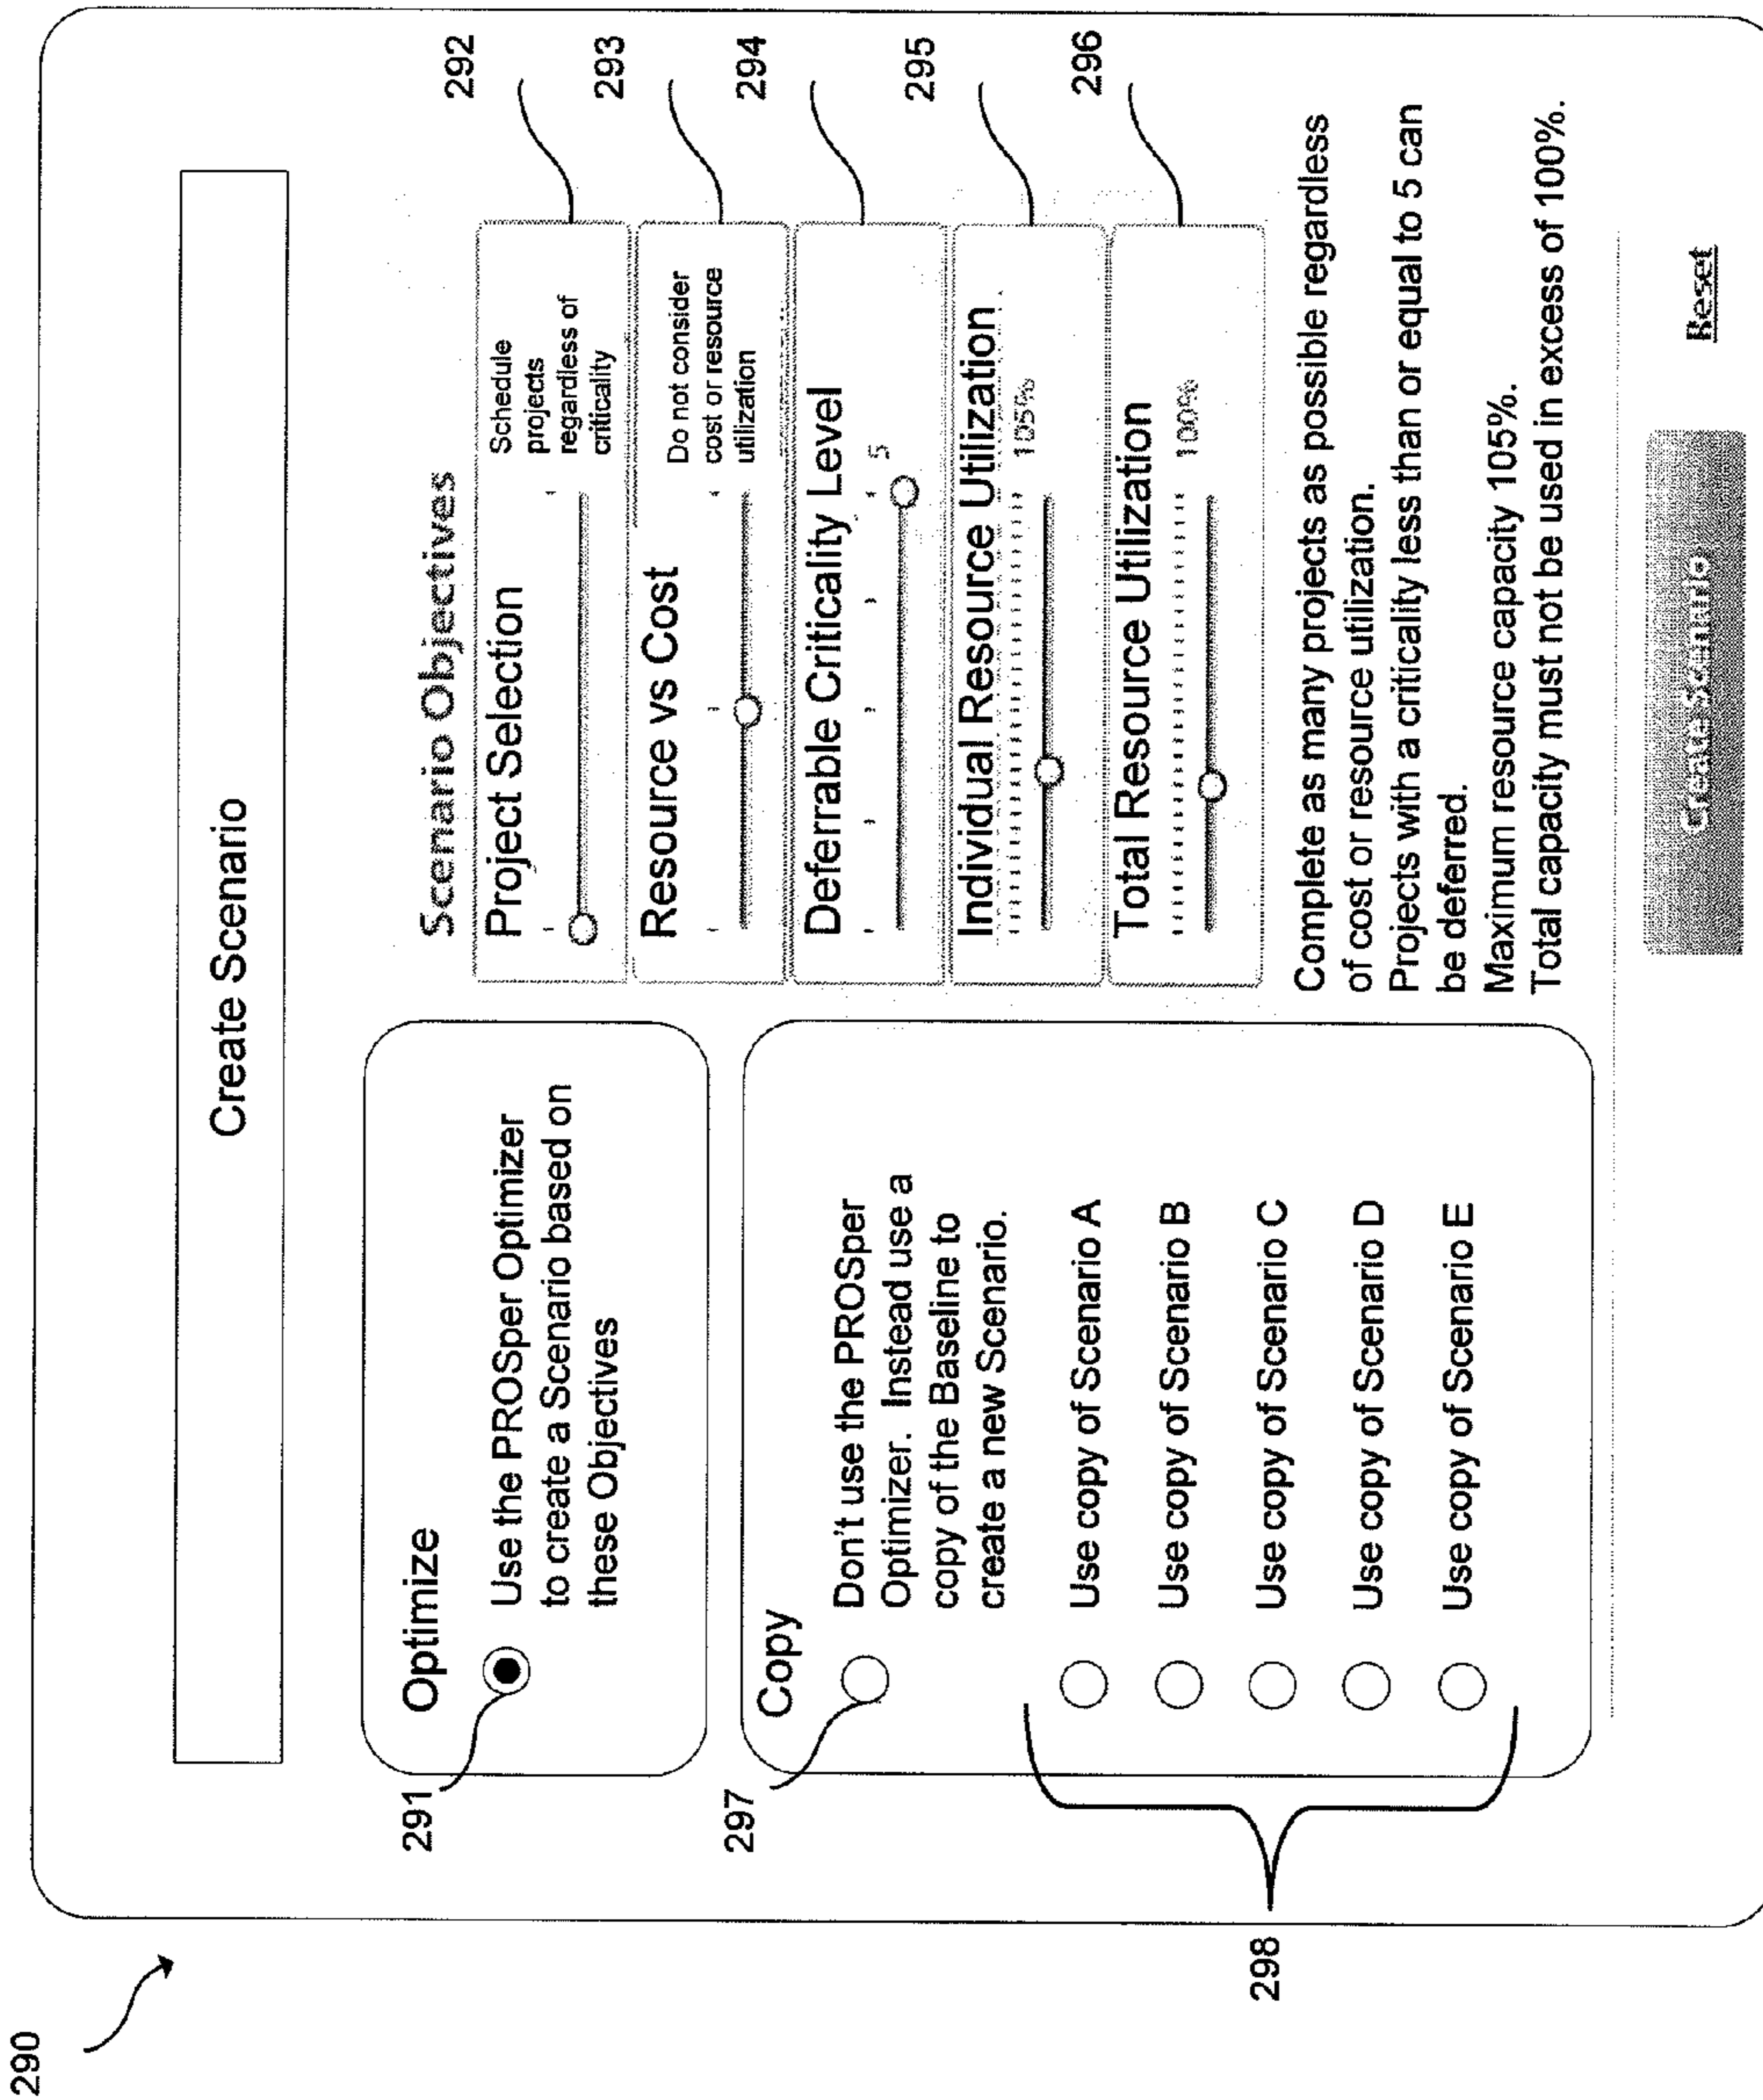 290
Create Scenario
291
Optimize
Use the PROSper Optimizer
to create a Scenario based on
these Objectives
297
Copy
Don't use the PROSper
Optimizer. Instead use a
copy of the Baseline to
create a new Scenario.
Use copy of Scenario A
Use copy of Scenario B
Use copy of Scenario C
Use copy of Scenario D
Use copy of Scenario E
298
Scenario Objectives
Project Selection
Schedule
projects
regardless of
criticality
292
Resource vs Cost
Do not consider
cost or resource
utilization
293
Deferrable Criticality Level
5
294
Individual Resource Utilization
105%
295
Total Resource Utilization
100%
296
Complete as many projects as possible regardless
of cost or resource utilization.
Projects with a criticality less than or equal to 5 can
be deferred.
Maximum resource capacity 105%.
Total capacity must not be used in excess of 100%.
Create Scenario
Reset